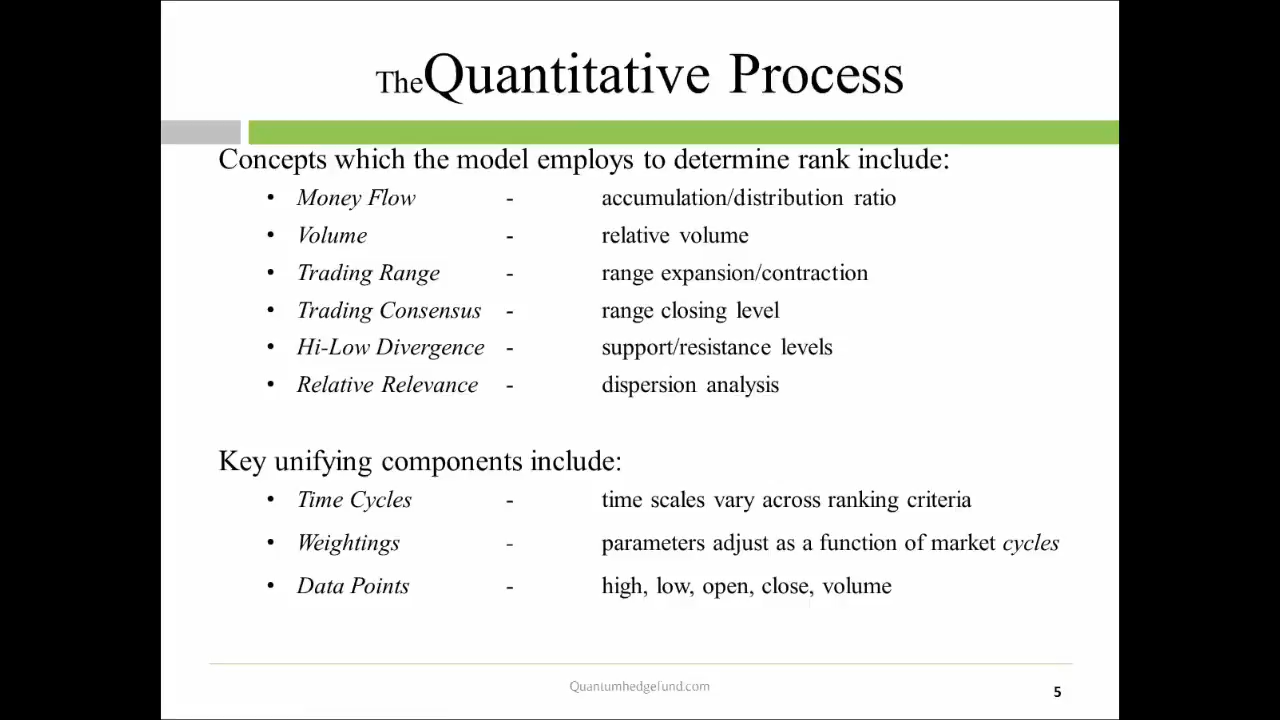 The Quantitative Process
Concepts which the model employs to determine rank include:
• Money Flow - accumulation/distribution ratio
• Volume - relative volume
• Trading Range - range expansion/contraction
• Trading Consensus - range closing level
• Hi-Low Divergence - support/resistance levels
• Relative Relevance - dispersion analysis
Key unifying components include:
• Time Cycles - time scales vary across ranking criteria
• Weightings - parameters adjust as a function of market cycles
• Data Points - high, low, open, close, volume
Quantumhedgefund.com
5